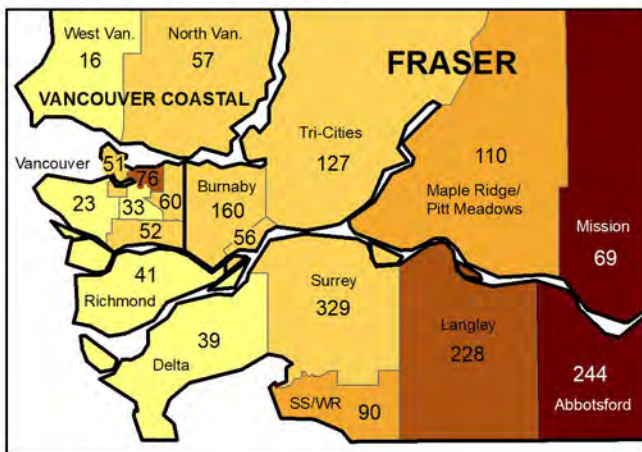 West Van.
16
North Van.
57
FRASER
VANCOUVER COASTAL
Tri-Cities
127
110
Maple Ridge/
Pitt Meadows
Vancouver
51
76
23
33
60
52
Burnaby
160
56
Mission
69
41
Richmond
Surrey
329
39
Delta
Langley
228
244
Abbotsford
SS/WR
90